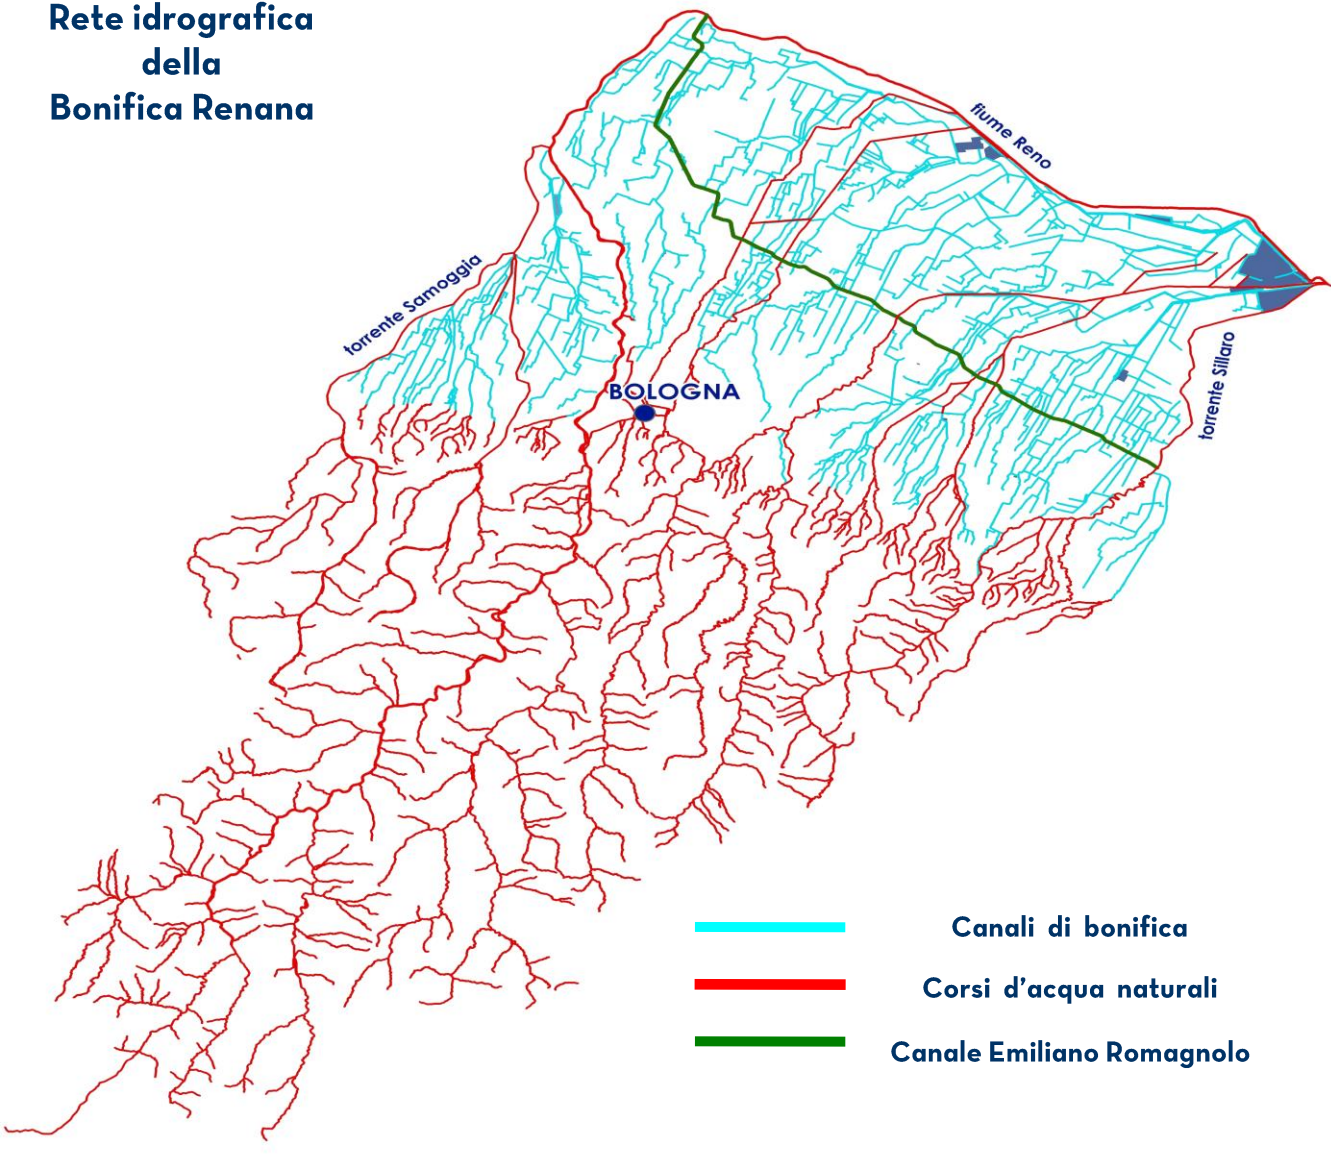 Rete idrografica
della
Bonifica Renana
fiume Reno
torrente Samoggia
torrente Sillaro
BOLOGNA
Canali di bonifica
Corsi d'acqua naturali
Canale Emiliano Romagnolo